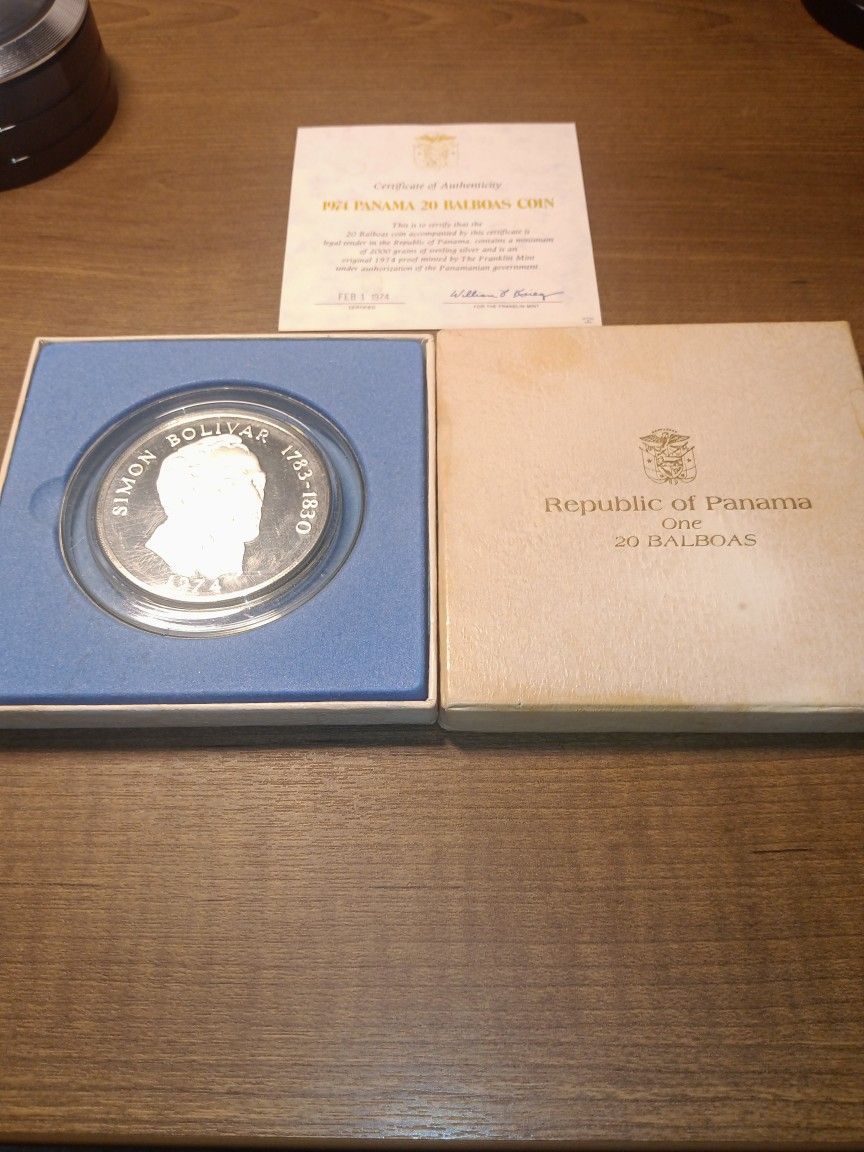 Certificate of Authenticity
1974 PANAMA 20 BALBOAS COIN
This is to certify that the
20 Balboas coin accompanied by this certificate is
legal tender in the Republic of Panama, contains a minimum
of 2000 grains of sterling silver and is an
original 1974 proof minted by The Franklin Mint
under authorization of the Panamanian government.
FEB 1 1974
CERTIFIED
FOR THE FRANKLIN MINT
SIMON BOLIVAR 1783-1830
1974
Republic of Panama
One
20 BALBOAS